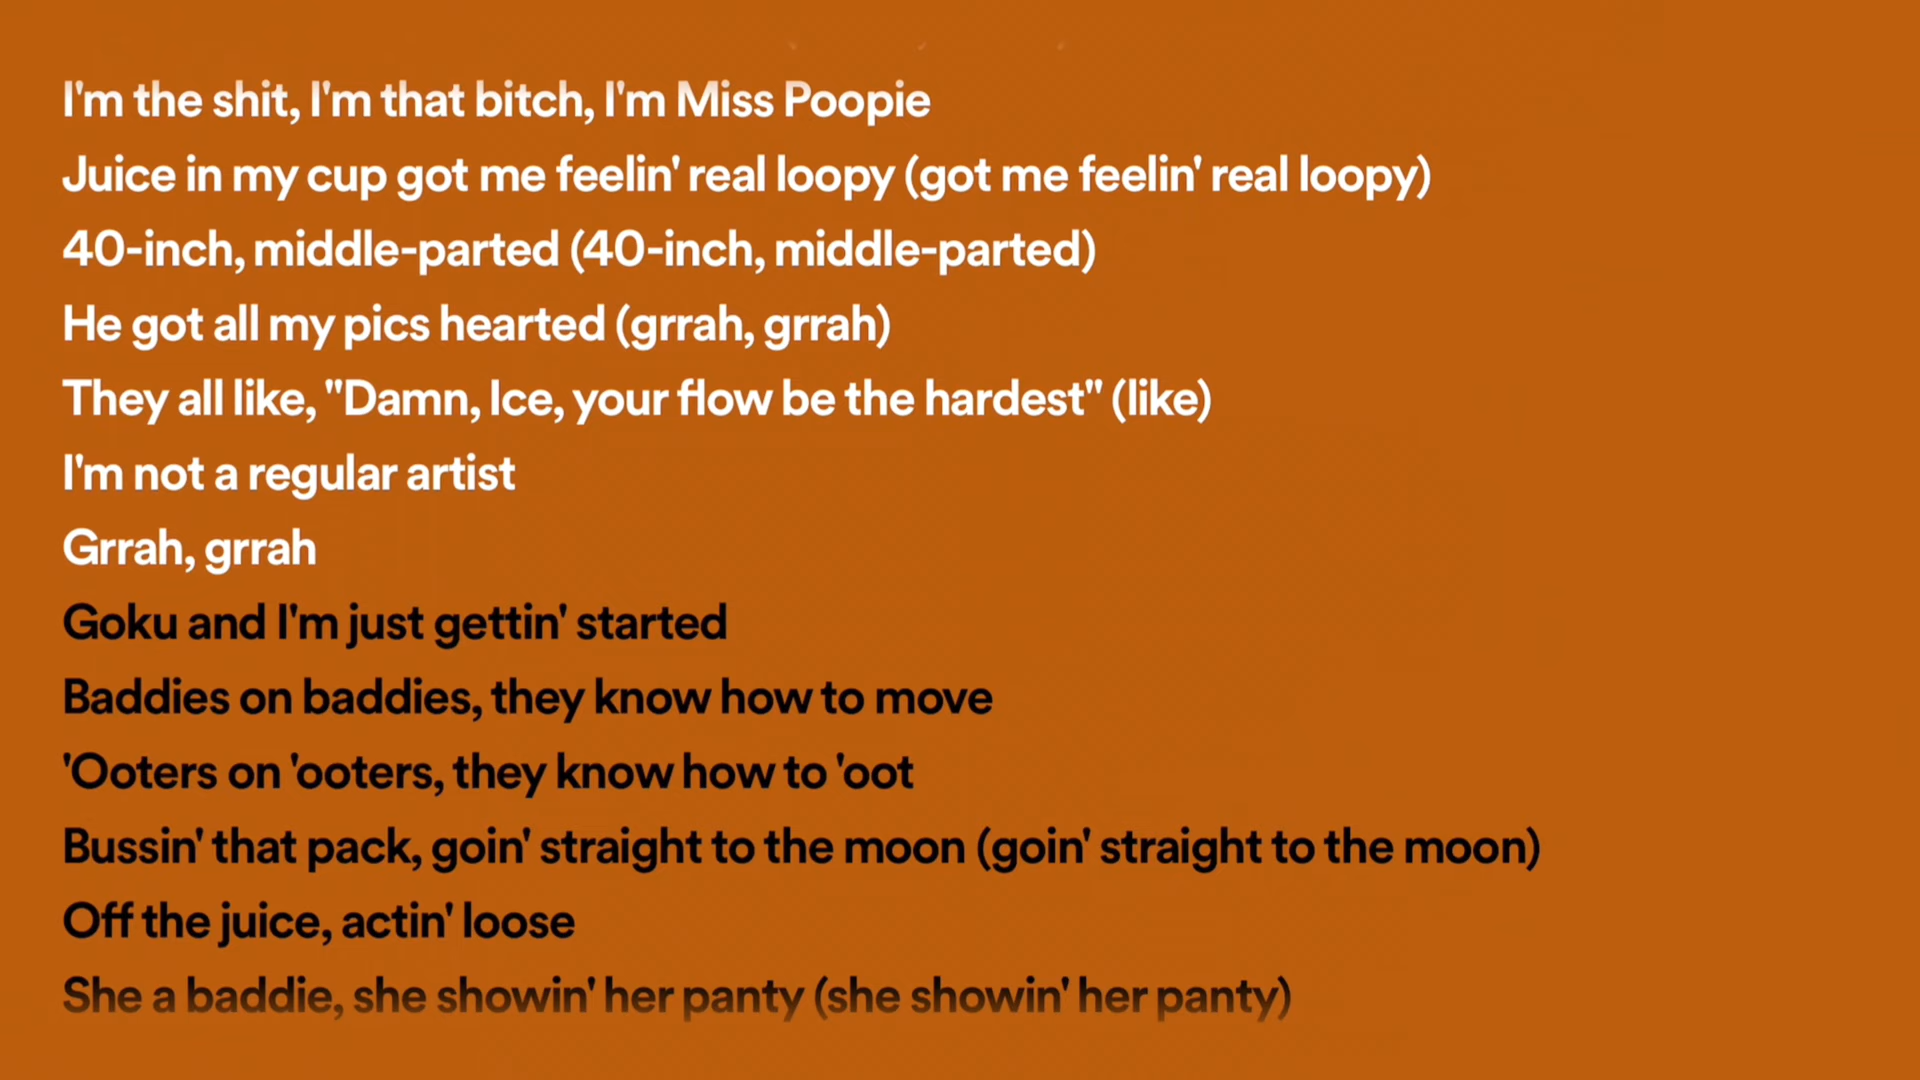 I'm the shit, I'm that bitch, I'm Miss Poopie
Juice in my cup got me feelin' real loopy (got me feelin' real loopy)
40-inch, middle-parted (40-inch, middle-parted)
He got all my pics hearted (grrah, grrah)
They all like, "Damn, Ice, your flow be the hardest" (like)
I'm not a regular artist
Grrah, grrah
Goku and I'm just gettin' started
Baddies on baddies, they know how to move
'Ooters on 'ooters, they know how to 'oot
Bussin' that pack, goin' straight to the moon (goin' straight to the moon)
Off the juice, actin' loose
She a baddie, she showin' her panty (she showin' her panty)